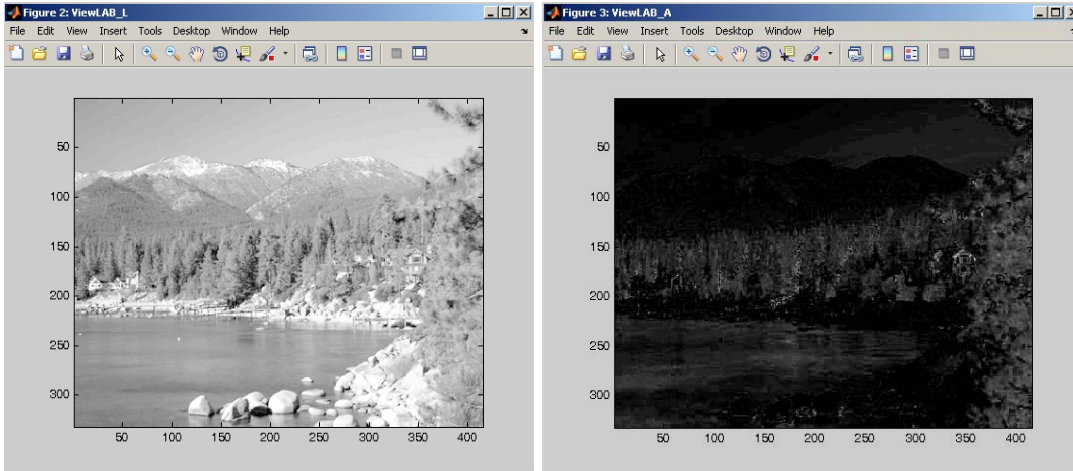 Figure 2: ViewLAB_L
File Edit View Insert Tools Desktop Window Help
50
100
150
200
250
300
50 100 150 200 250 300 350 400
Figure 3: ViewLAB_A
File Edit View Insert Tools Desktop Window Help
50
100
150
200
250
300
50 100 150 200 250 300 350 400